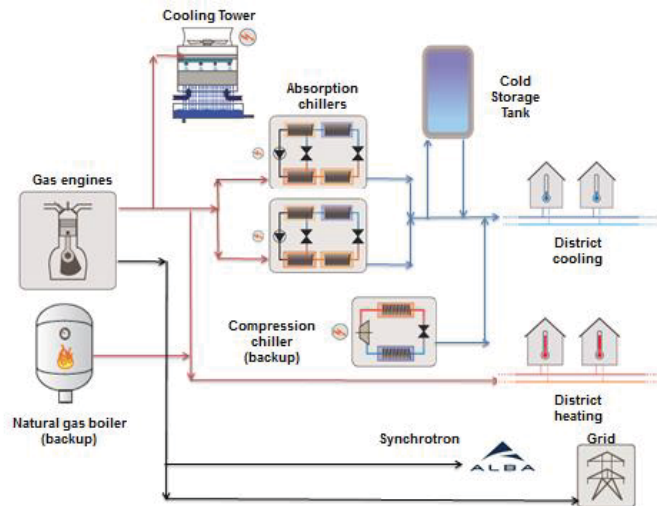 Cooling Tower
Absorption
chillers
Cold
Storage
Tank
Gas engines
District
cooling
Compression
chiller
(backup)
Natural gas boiler
(backup)
District
heating
Synchrotron
ALBA
Grid